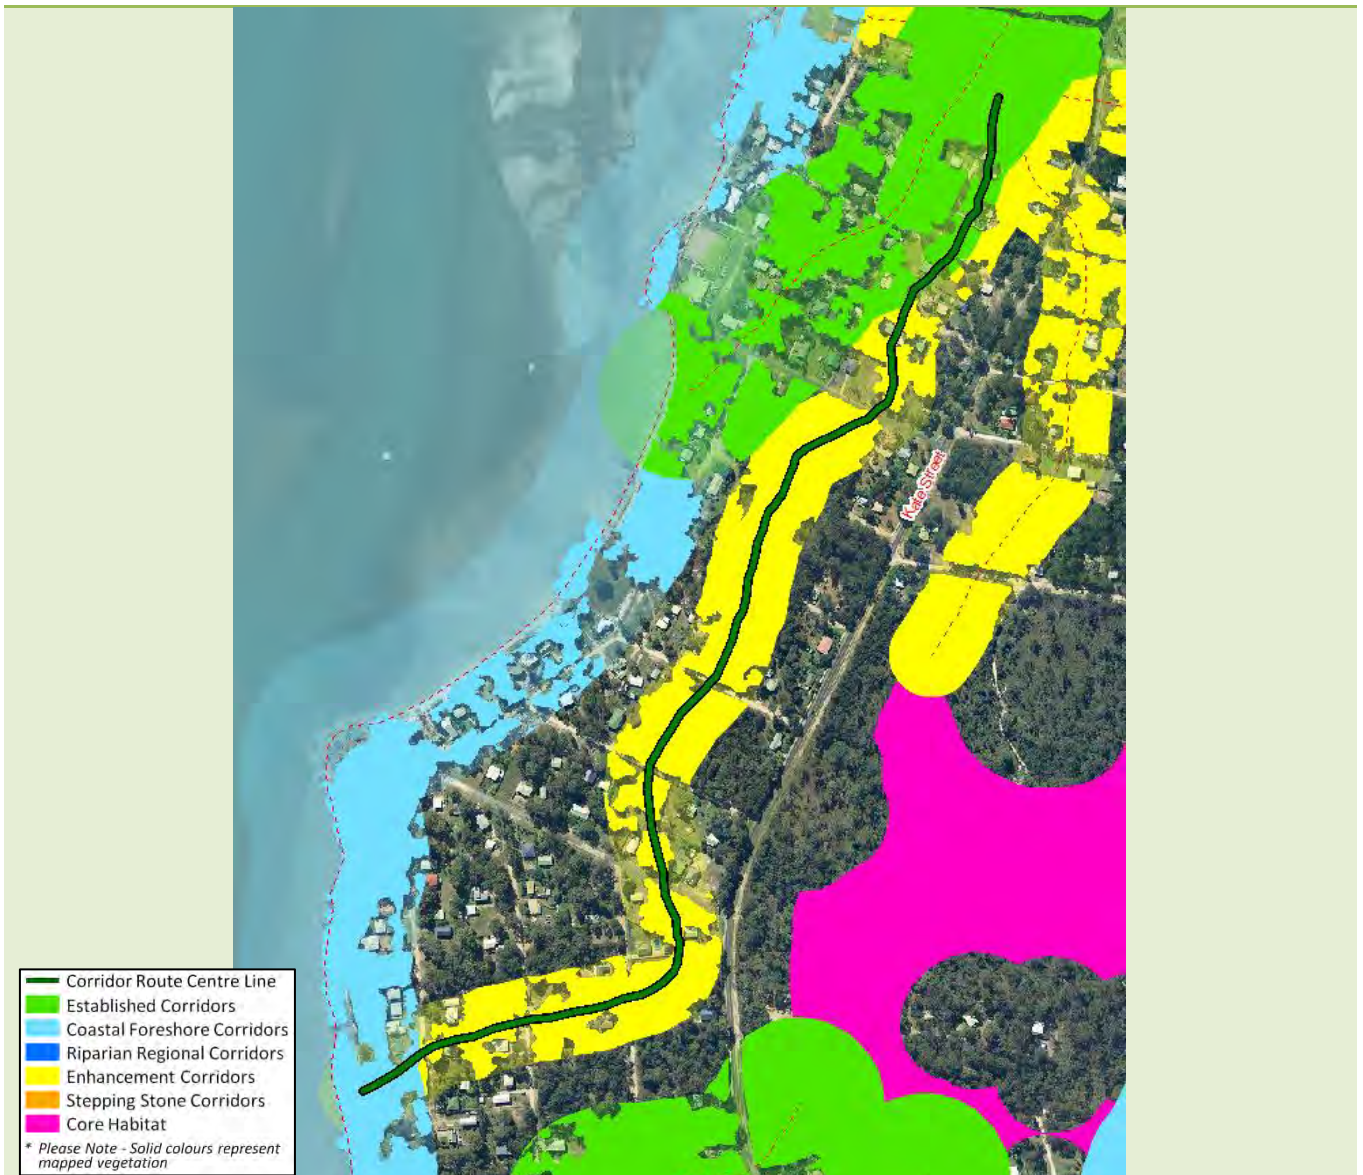 Kate Street
Corridor Route Centre Line
Established Corridors
Coastal Foreshore Corridors
Riparian Regional Corridors
Enhancement Corridors
Stepping Stone Corridors
Core Habitat
* Please Note - Solid colours represent
mapped vegetation